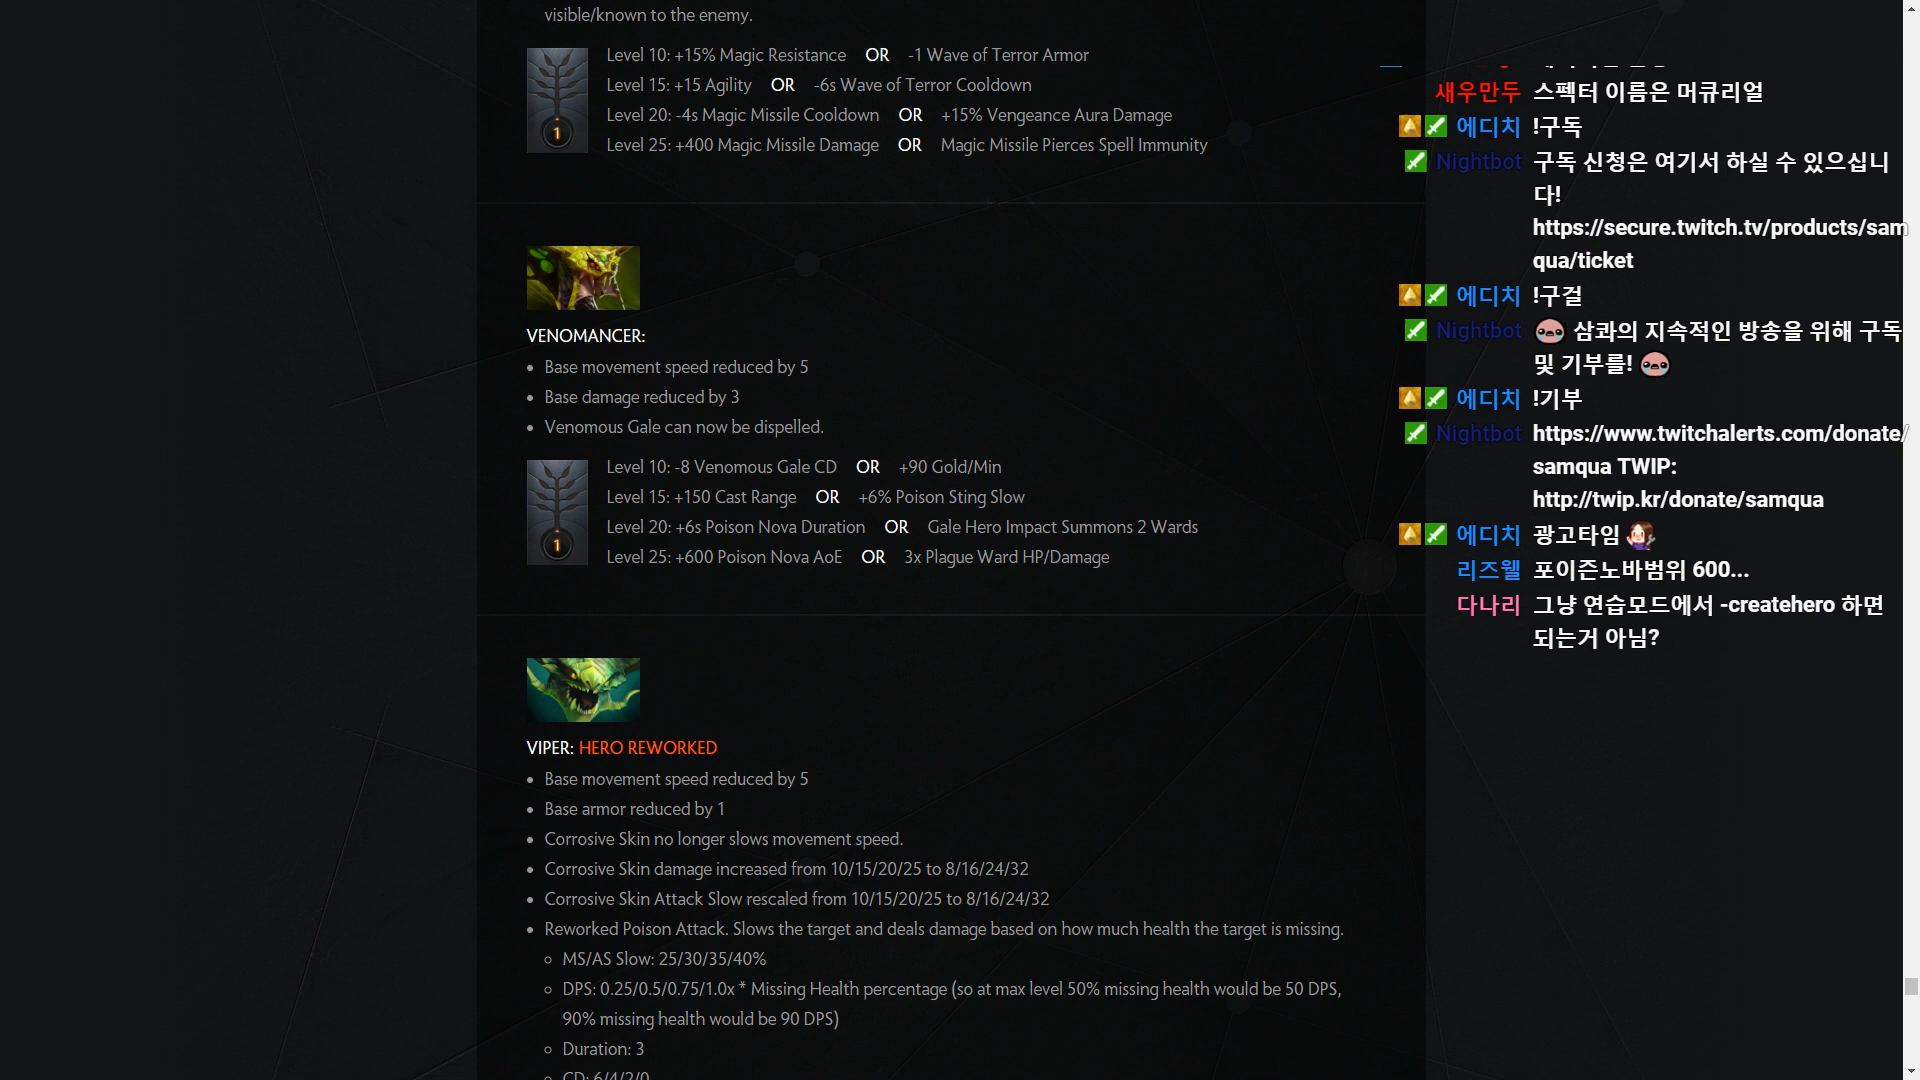 visible/known to the enemy.
Level 10: +15% Magic Resistance OR -1 Wave of Terror Armor
Level 15: +15 Agility OR -6s Wave of Terror Cooldown
Level 20: -4s Magic Missile Cooldown OR +15% Vengeance Aura Damage
Level 25: +400 Magic Missile Damage OR Magic Missile Pierces Spell Immunity
1
VENOMANCER:
Base movement speed reduced by 5
Base damage reduced by 3
Venomous Gale can now be dispelled.
Level 10: -8 Venomous Gale CD OR +90 Gold/Min
Level 15: +150 Cast Range OR +6% Poison Sting Slow
Level 20: +6s Poison Nova Duration OR Gale Hero Impact Summons 2 Wards
Level 25: +600 Poison Nova AoE OR 3x Plague Ward HP/Damage
1
VIPER: HERO REWORKED
Base movement speed reduced by 5
Base armor reduced by 1
Corrosive Skin no longer slows movement speed.
Corrosive Skin damage increased from 10/15/20/25 to 8/16/24/32
Corrosive Skin Attack Slow rescaled from 10/15/20/25 to 8/16/24/32
Reworked Poison Attack. Slows the target and deals damage based on how much health the target is missing.
MS/AS Slow: 25/30/35/40%
DPS: 0.25/0.5/0.75/1.0x * Missing Health percentage (so at max level 50% missing health would be 50 DPS,
90% missing health would be 90 DPS)
Duration: 3
CD: 6/4/2/0
새우만두 스펙터 이름은 머큐리얼
에디치 !구독
Nightbot 구독 신청은 여기서 하실 수 있으십니
다!
https://secure.twitch.tv/products/sam
qua/ticket
에디치 !구걸
Nightbot 삼콰의 지속적인 방송을 위해 구독
및 기부를!
에디치 !기부
Nightbot https://www.twitchalerts.com/donate/
samqua TWIP:
http://twip.kr/donate/samqua
에디치 광고타임
리즈웰 포이즌노바범위 600...
다나리 그냥 연습모드에서 -createhero 하면
되는거 아님?